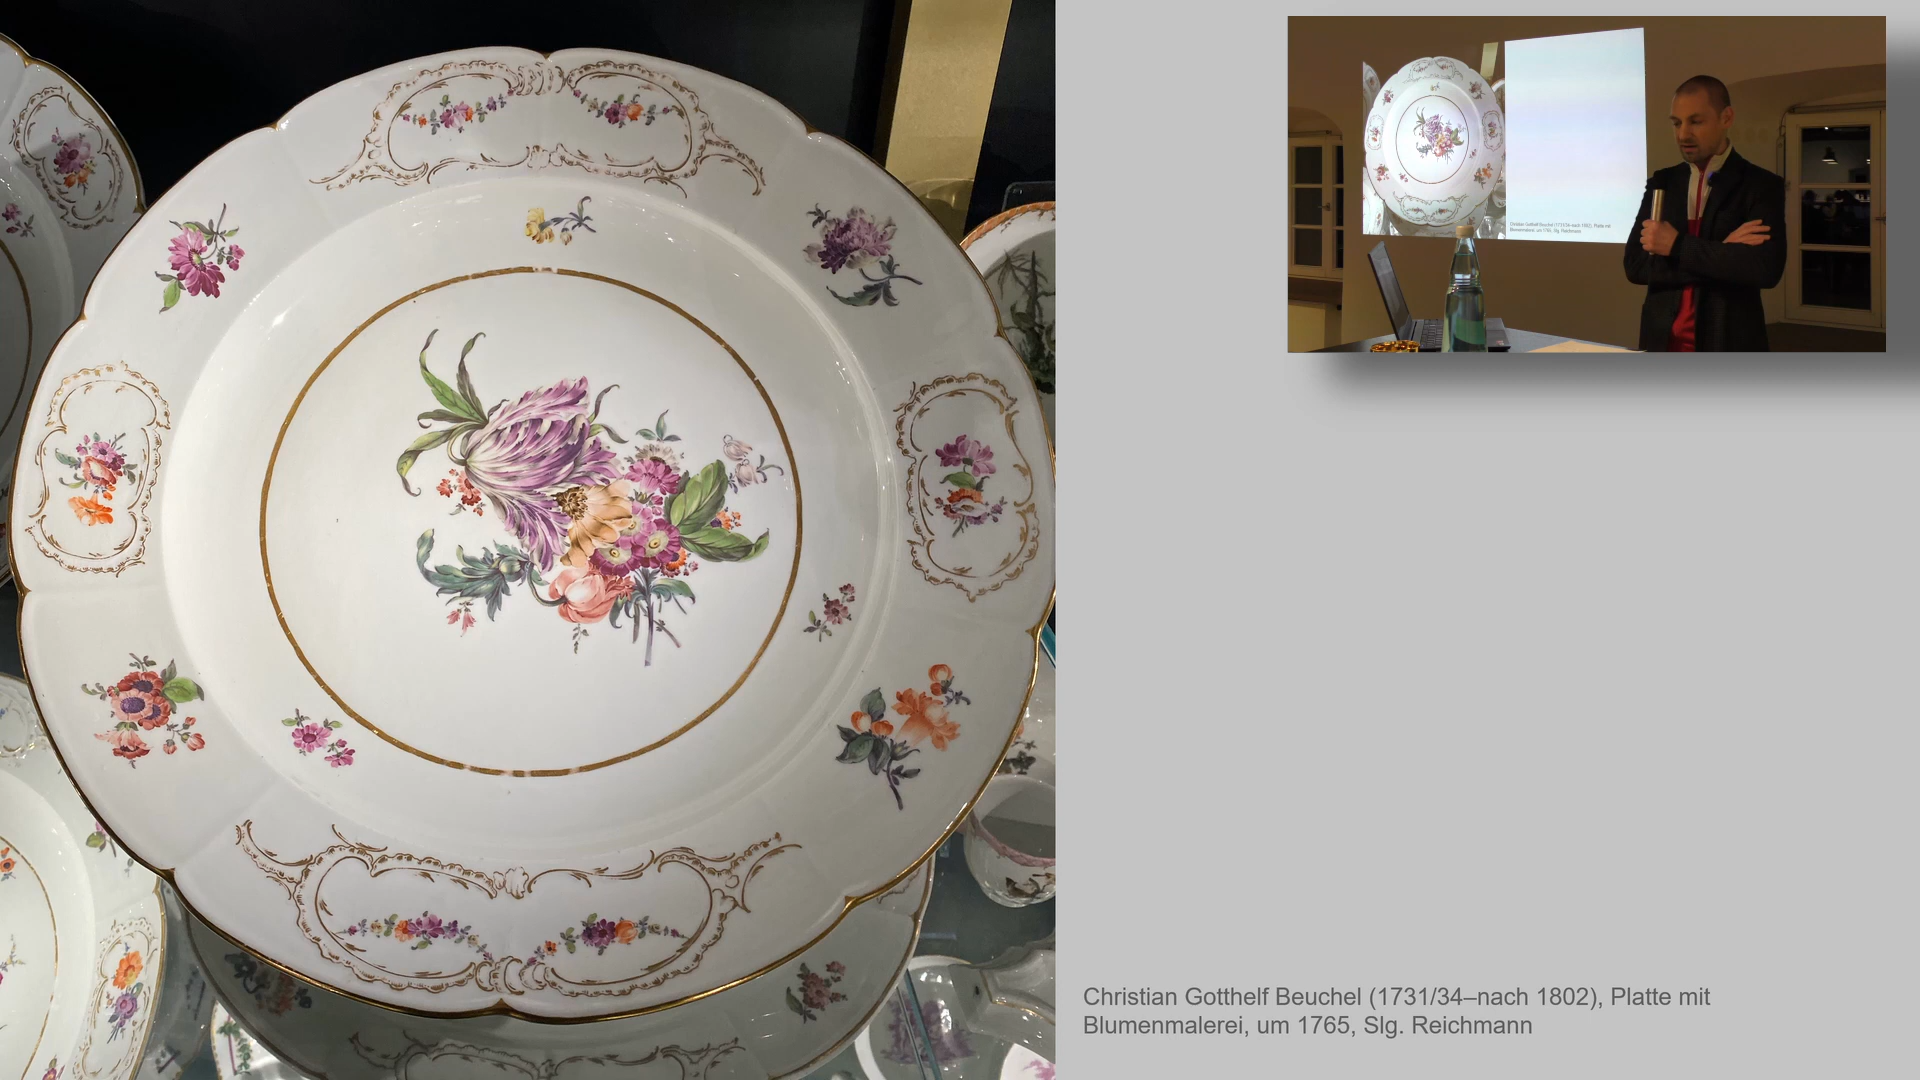 Christian Gotthelf Beuchel (1731/34–nach 1802), Platte mit
Blumenmalerei, um 1765, Slg. Reichmann